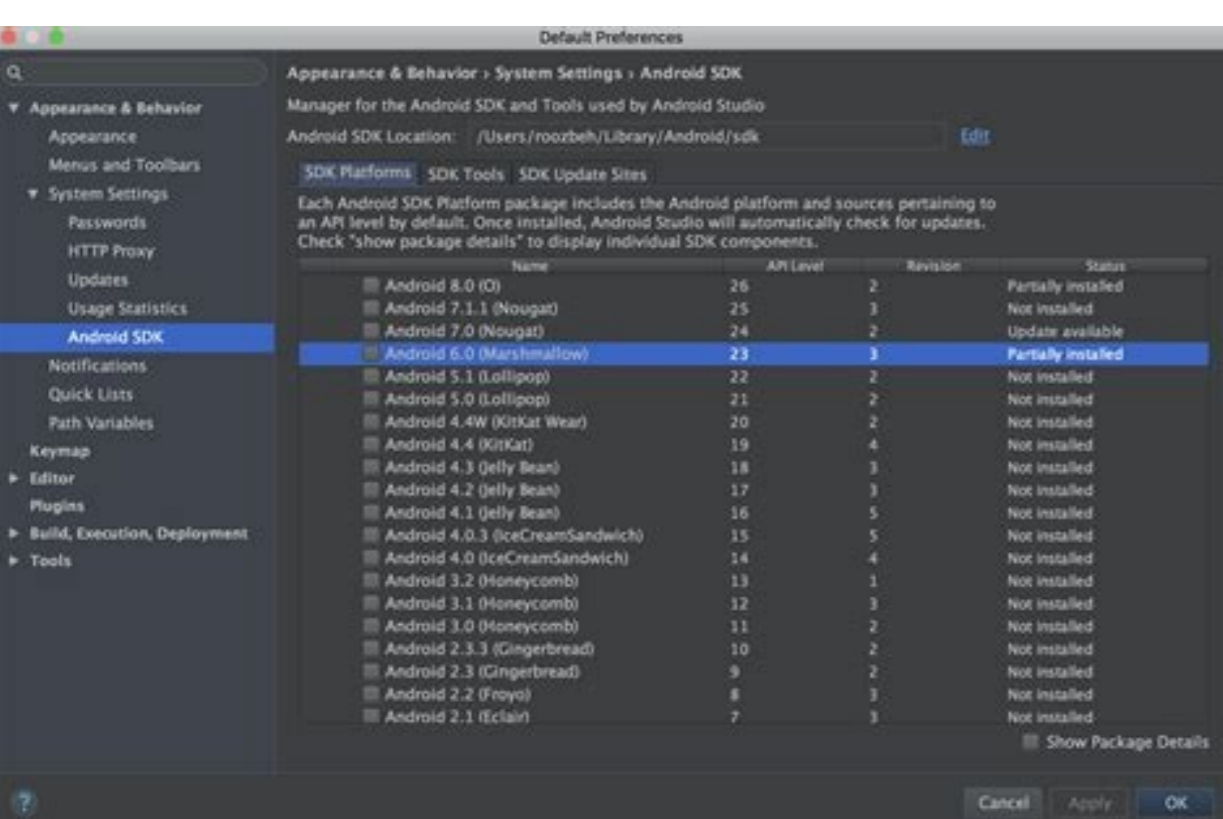 Default Preferences
Appearance & Behavior
Appearance
Menus and Toolbars
System Settings
Passwords
HTTP Proxy
Updates
Usage Statistics
Android SDK
Notifications
Quick Lists
Path Variables
Keymap
Editor
Plugins
Build, Execution, Deployment
Tools
Appearance & Behavior › System Settings › Android SDK
Manager for the Android SDK and Tools used by Android Studio
Android SDK Location: /Users/roozbeh/Library/Android/sdk Edit
SDK Platforms SDK Tools SDK Update Sites
Each Android SDK Platform package includes the Android platform and sources pertaining to
an API level by default. Once installed, Android Studio will automatically check for updates.
Check "show package details" to display individual SDK components.
Name API Level Revision Status
Android 8.0 (O) 26 2 Partially installed
Android 7.1.1 (Nougat) 25 3 Not installed
Android 7.0 (Nougat) 24 2 Update available
Android 6.0 (Marshmallow) 23 3 Partially installed
Android 5.1 (Lollipop) 22 2 Not installed
Android 5.0 (Lollipop) 21 2 Not installed
Android 4.4W (KitKat Wear) 20 2 Not installed
Android 4.4 (KitKat) 19 4 Not installed
Android 4.3 (Jelly Bean) 18 3 Not installed
Android 4.2 (Jelly Bean) 17 3 Not installed
Android 4.1 (Jelly Bean) 16 5 Not installed
Android 4.0.3 (IceCreamSandwich) 15 5 Not installed
Android 4.0 (IceCreamSandwich) 14 4 Not installed
Android 3.2 (Honeycomb) 13 1 Not installed
Android 3.1 (Honeycomb) 12 3 Not installed
Android 3.0 (Honeycomb) 11 2 Not installed
Android 2.3.3 (Gingerbread) 10 2 Not installed
Android 2.3 (Gingerbread) 9 2 Not installed
Android 2.2 (Froyo) 8 3 Not installed
Android 2.1 (Eclair) 7 3 Not installed
Show Package Details
? Cancel Apply OK